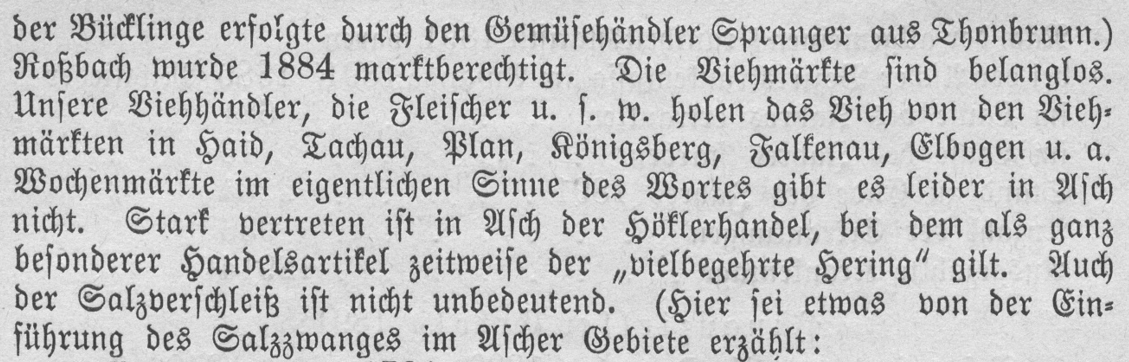 der Bücklinge erfolgte durch den Gemüsehändler Spranger aus Thonbrunn.)
Roßbach wurde 1884 marktberechtigt. Die Viehmärkte sind belanglos.
Unsere Viehhändler, die Fleischer u. s. w. holen das Vieh von den Vieh-
märkten in Haid, Tachau, Plan, Königsberg, Falkenau, Elbogen u. a.
Wochenmärkte im eigentlichen Sinne des Wortes gibt es leider in Asch
nicht. Stark vertreten ist in Asch der Höklerhandel, bei dem als ganz
besonderer Handelsartikel zeitweise der „vielbegehrte Hering“ gilt. Auch
der Salzverschleiß ist nicht unbedeutend. (Hier sei etwas von der Ein-
führung des Salzzwanges im Ascher Gebiete erzählt: